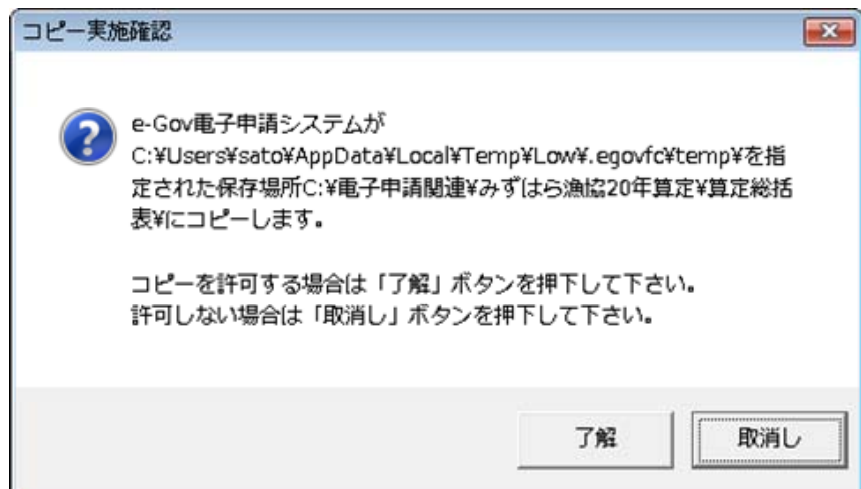 コピー実施確認
e-Gov電子申請システムが
C:¥Users¥sato¥AppData¥Local¥Temp¥Low¥.egovfc¥temp¥を指
定された保存場所C:¥電子申請関連¥みずはら漁協20年算定¥算定総括
表¥にコピーします。
コピーを許可する場合は「了解」ボタンを押下して下さい。
許可しない場合は「取消し」ボタンを押下して下さい。
了解
取消し